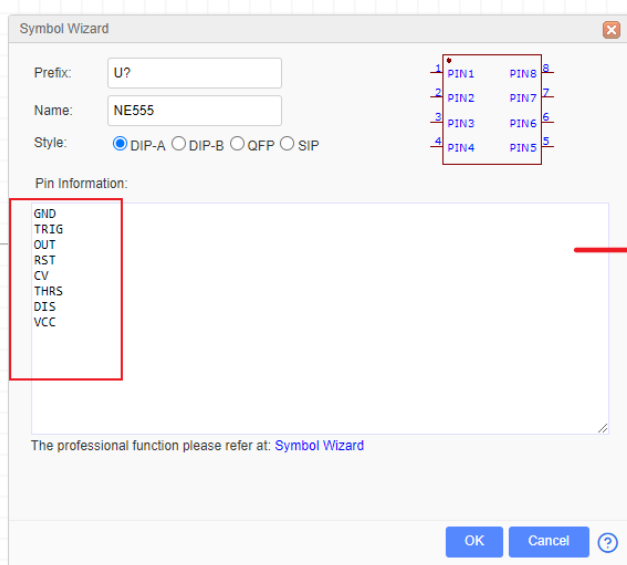 Symbol Wizard
Prefix: U?
Name: NE555
Style: DIP-A DIP-B QFP SIP
1 PIN1 PIN8 8
2 PIN2 PIN7 7
3 PIN3 PIN6 6
4 PIN4 PIN5 5
Pin Information:
GND
TRIG
OUT
RST
CV
THRS
DIS
VCC
The professional function please refer at: Symbol Wizard
OK Cancel ?